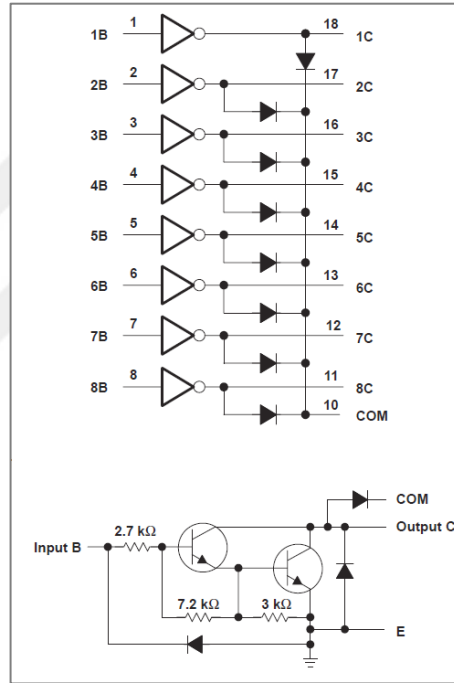 1B 1 18 1C
17
2B 2 2C
16
3B 3 3C
15
4B 4 4C
14
5B 5 5C
13
6B 6 6C
12
7B 7 7C
11
8B 8 8C
10
COM
COM
2.7 kΩ Output C
Input B
7.2 kΩ 3 kΩ
E